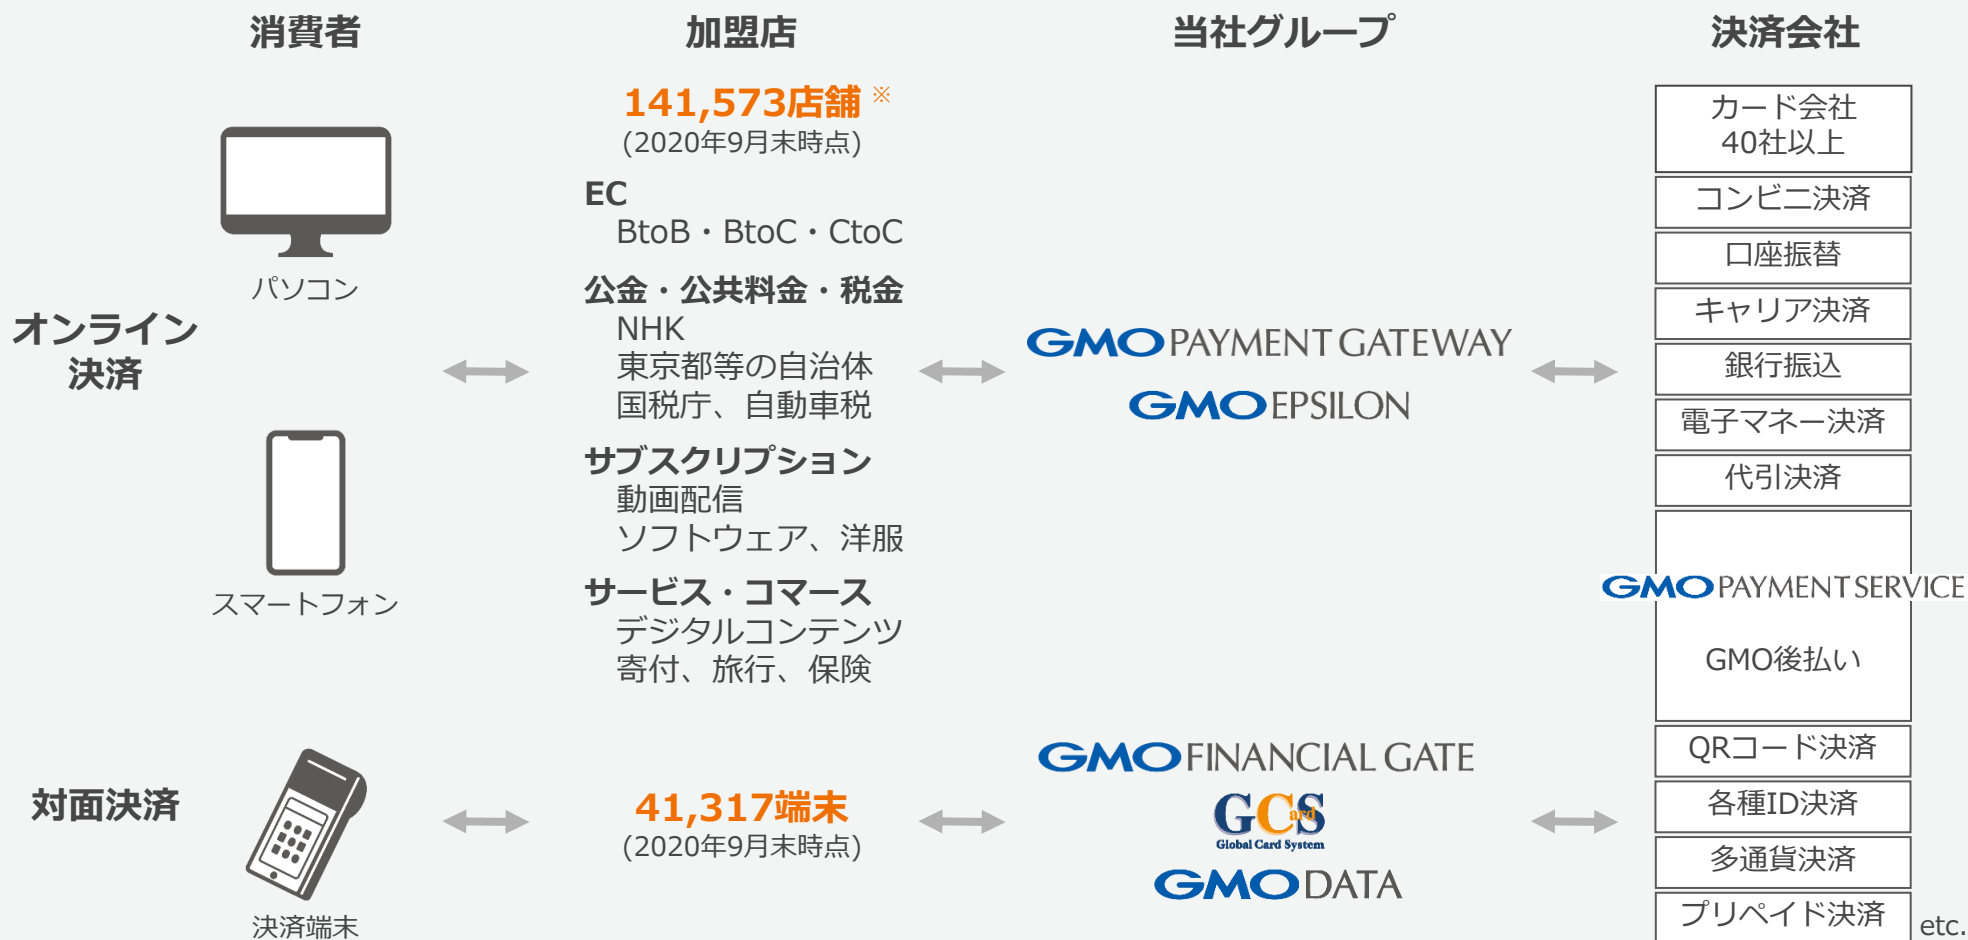 消費者
加盟店
当社グループ
決済会社
オンライン
決済
パソコン
スマートフォン
141,573店舗 ※
(2020年9月末時点)
EC
BtoB・BtoC・CtoC
公金・公共料金・税金
NHK
東京都等の自治体
国税庁、自動車税
サブスクリプション
動画配信
ソフトウェア、洋服
サービス・コマース
デジタルコンテンツ
寄付、旅行、保険
GMO PAYMENT GATEWAY
GMO EPSILON
カード会社
40社以上
コンビニ決済
口座振替
キャリア決済
銀行振込
電子マネー決済
代引決済
GMO PAYMENT SERVICE
GMO後払い
対面決済
決済端末
41,317端末
(2020年9月末時点)
GMO FINANCIAL GATE
GCardS
Global Card System
GMO DATA
QRコード決済
各種ID決済
多通貨決済
プリペイド決済
etc.